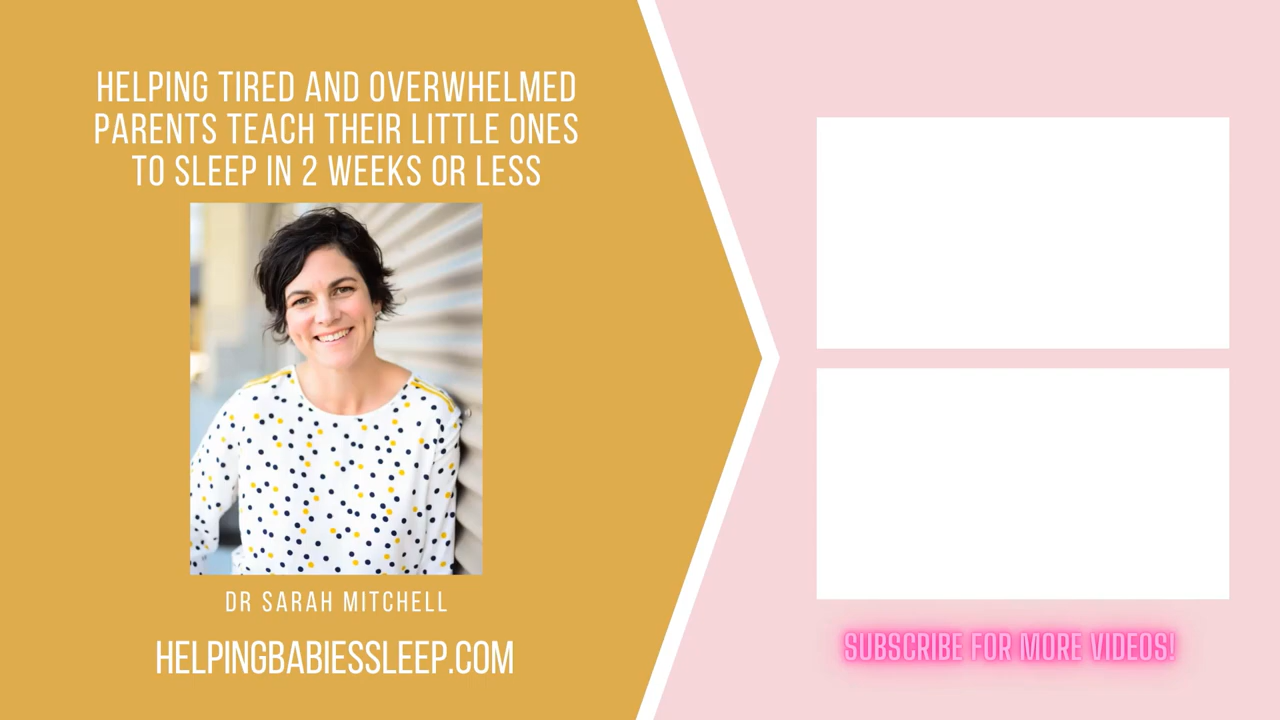 HELPING TIRED AND OVERWHELMED
PARENTS TEACH THEIR LITTLE ONES
TO SLEEP IN 2 WEEKS OR LESS
DR SARAH MITCHELL
HELPINGBABIESSLEEP.COM
SUBSCRIBE FOR MORE VIDEOS!